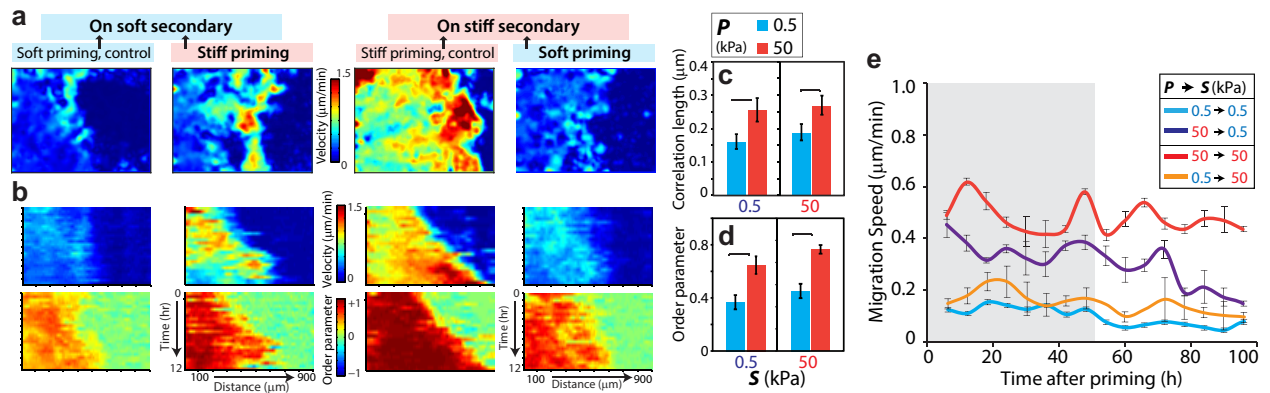 a
On soft secondary
On stiff secondary
Soft priming, control
Stiff priming
Stiff priming, control
Soft priming
1.5
Velocity (μm/min)
0
b
1.5
Velocity (μm/min)
0
+1
Order parameter
−1
0
Time (hr)
12
100
Distance (μm)
900
0
Time (hr)
12
100
Distance (μm)
900
P
(kPa)
0.5
50
c
Correlation length (μm)
0.4
0.3
0.2
0.1
0
0.5
50
d
Order parameter
0.8
0.4
0
0.5
50
S (kPa)
e
Migration Speed (μm/min)
1.0
0.8
0.6
0.4
0.2
0
0
20
40
60
80
100
Time after priming (h)
P → S (kPa)
0.5 → 0.5
50 → 0.5
50 → 50
0.5 → 50